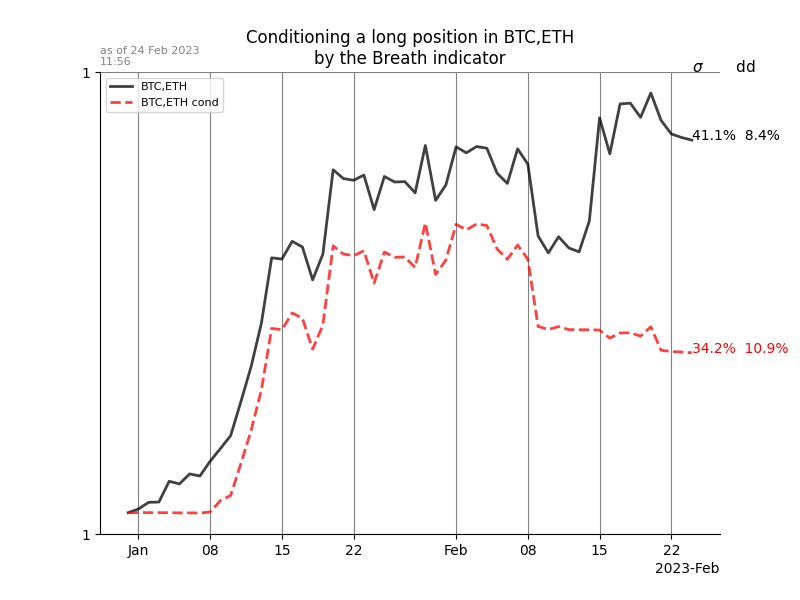 Conditioning a long position in BTC,ETH
by the Breath indicator
as of 24 Feb 2023
11:56
σ dd
1
BTC,ETH
BTC,ETH cond
41.1% 8.4%
34.2% 10.9%
1
Jan 08 15 22 Feb 08 15 22
2023-Feb